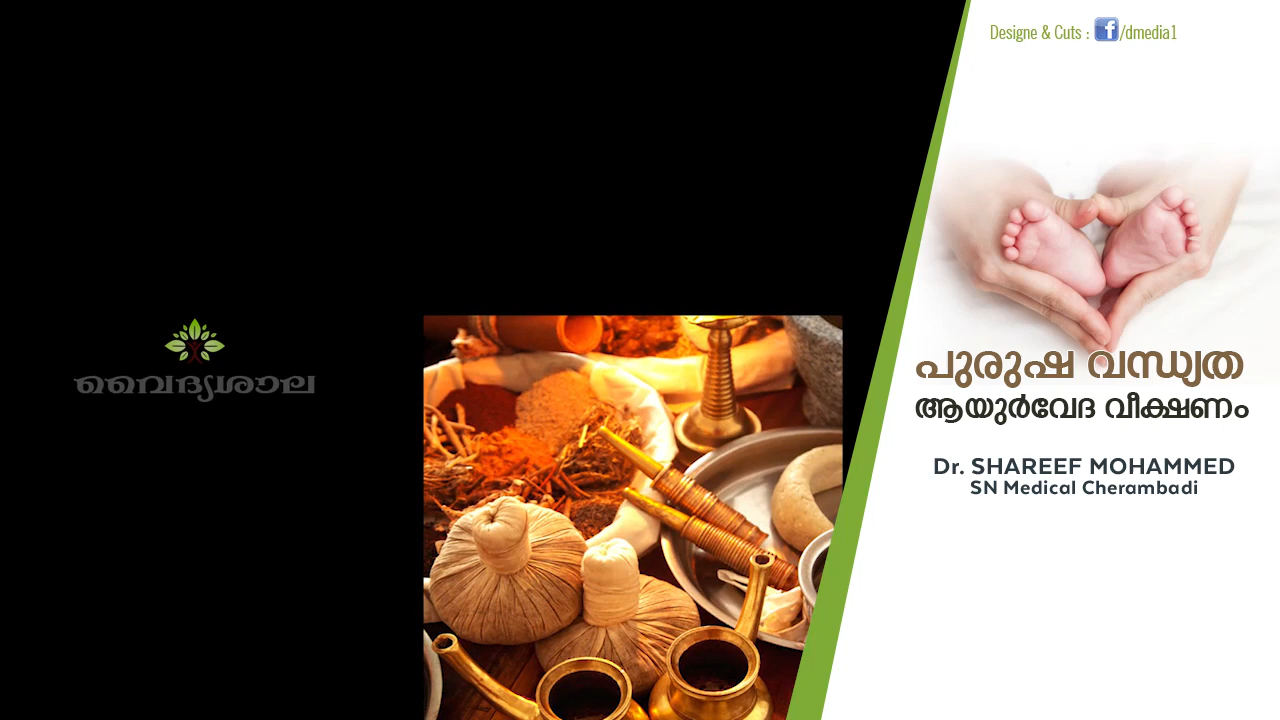 Designe & Cuts : f/dmedia1
വൈദ്യശാല
പുരുഷ വന്ധ്യത
ആയുർവേദ വീക്ഷണം
Dr. SHAREEF MOHAMMED
SN Medical Cherambadi